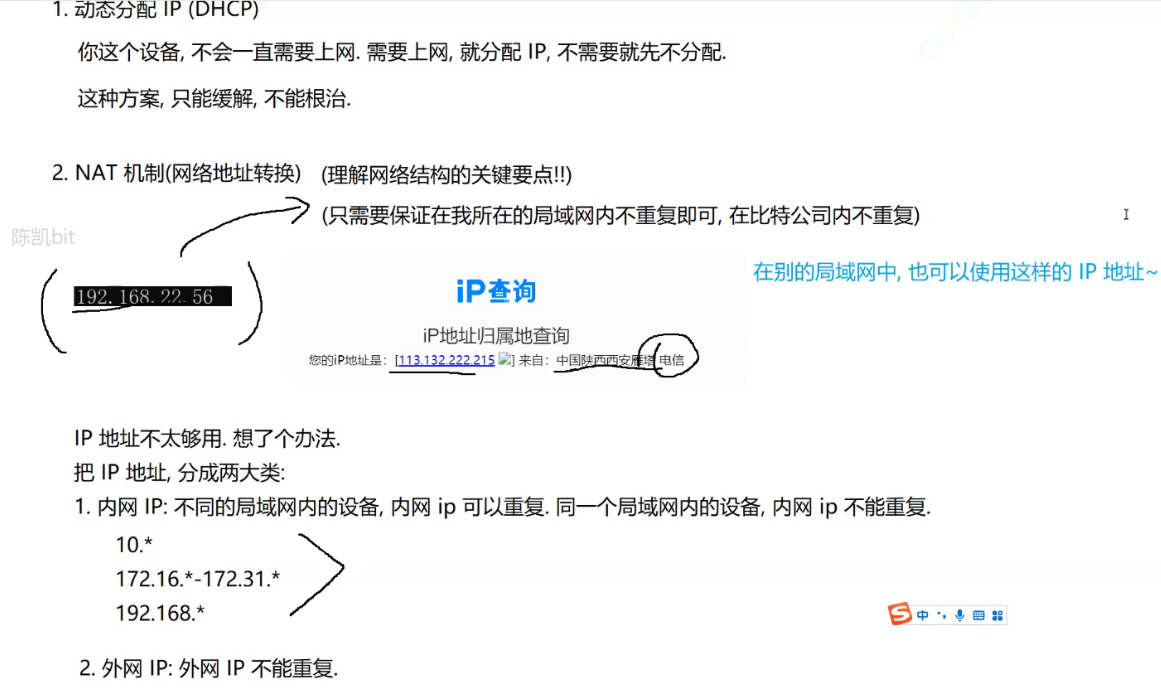 1. 动态分配 IP (DHCP)
你这个设备, 不会一直需要上网. 需要上网, 就分配 IP, 不需要就先不分配.
这种方案, 只能缓解, 不能根治.
2. NAT 机制(网络地址转换) (理解网络结构的关键要点!!)
(只需要保证在我所在的局域网内不重复即可, 在比特公司内不重复)
陈凯bit
在别的局域网中, 也可以使用这样的 IP 地址~
192.168.22.56
iP查询
iP地址归属地查询
您的iP地址是: [113.132.222.215] 来自: 中国陕西西安雁塔 电信
IP 地址不太够用. 想了个办法.
把 IP 地址, 分成两大类:
1. 内网 IP: 不同的局域网内的设备, 内网 ip 可以重复. 同一个局域网内的设备, 内网 ip 不能重复.
10.*
172.16.*-172.31.*
192.168.*
中
2. 外网 IP: 外网 IP 不能重复.